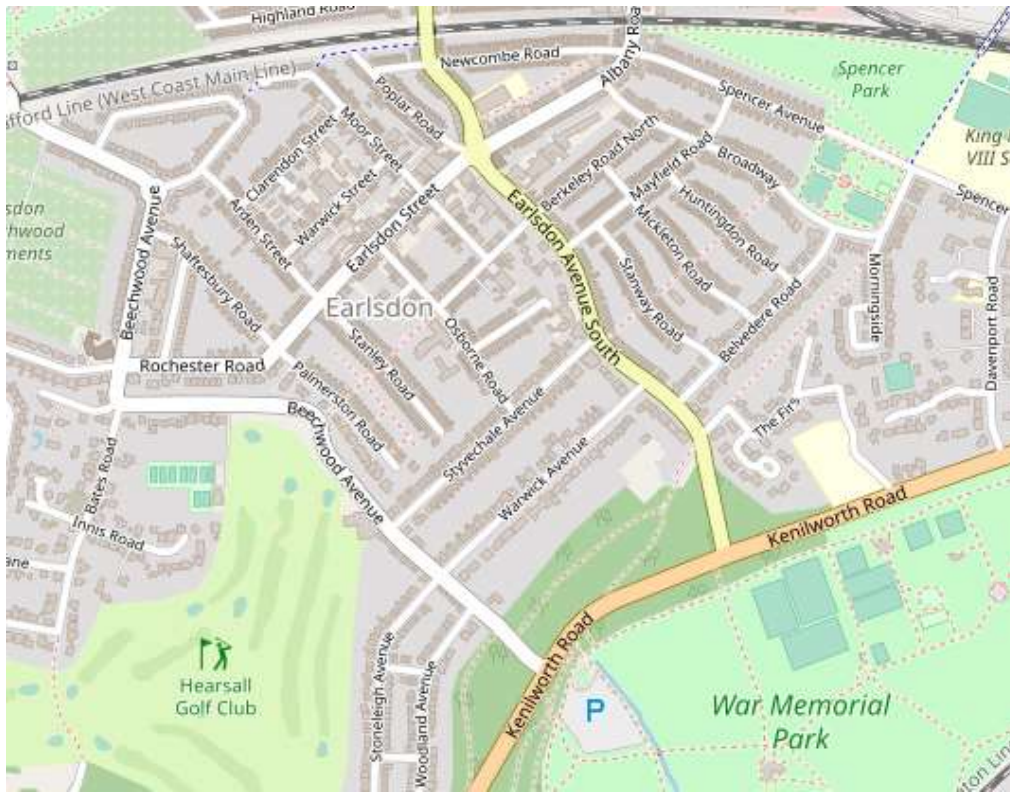 Highland Road
Newcombe Road
Albany Road
afford Line (West Coast Main Line)
Poplar Road
Spencer
Park
Spencer Avenue
King
VIII S
Moor Street
Clarendon Street
Berkeley Road North
Mayfield Road
Broadway
Warwick Street
Earlsdon Street
Earlsdon Avenue South
Huntingdon Road
Mickleton Road
Spencer
Arden Street
Beechwood Avenue
sdon
chwood
ments
Shaftesbury Road
Stanway Road
Morningside
Davenport Road
Earlsdon
Belvedere Road
Osborne Road
Stanley Road
Rochester Road
Palmerston Road
Beechwood Avenue
Styvechale Avenue
The Firs
Warwick Avenue
Bates Road
Innis Road
ane
Kenilworth Road
Hearsall
Golf Club
Stoneleigh Avenue
Woodland Avenue
Kenilworth Road
P
War Memorial
Park
ton Line